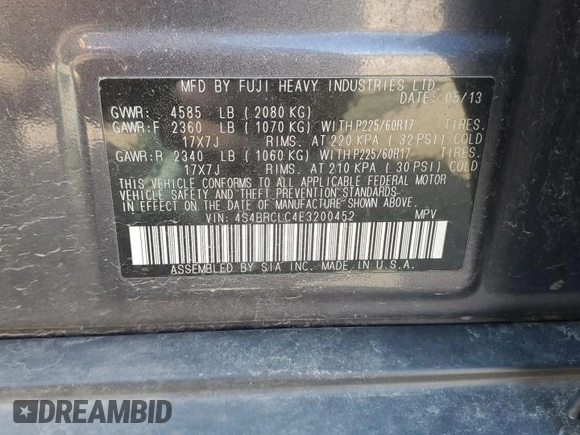 MFD BY FUJI HEAVY INDUSTRIES LTD.
DATE: 05/13
GVWR: 4585 LB ( 2080 KG)
GAWR:F 2360 LB ( 1070 KG) WITH P225/60R17 TIRES.
17X7J RIMS. AT 220 KPA ( 32 PSI) COLD
GAWR:R 2340 LB ( 1060 KG) WITH P225/60R17 TIRES.
17X7J RIMS. AT 210 KPA ( 30 PSI) COLD
THIS VEHICLE CONFORMS TO ALL APPLICABLE FEDERAL MOTOR
VEHICLE SAFETY AND THEFT PREVENTION STANDARDS
IN EFFECT ON THE DATE OF MANUFACTURE SHOWN ABOVE.
VIN: 4S4BRCLC4E3200452 MPV
ASSEMBLED BY SIA INC. MADE IN U.S.A.
DREAMBID